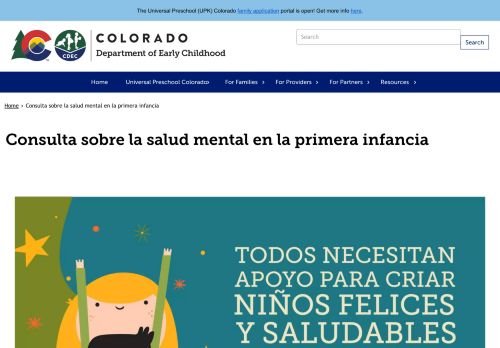 The Universal Preschool (UPK) Colorado family application portal is open! Get more info here.
COLORADO
Department of Early Childhood
CDEC
Search
Search
Home
Universal Preschool Colorado
For Families
For Providers
For Partners
Resources
Home › Consulta sobre la salud mental en la primera infancia
Consulta sobre la salud mental en la primera infancia
TODOS NECESITAN
APOYO PARA CRIAR
NIÑOS FELICES
Y SALUDABLES